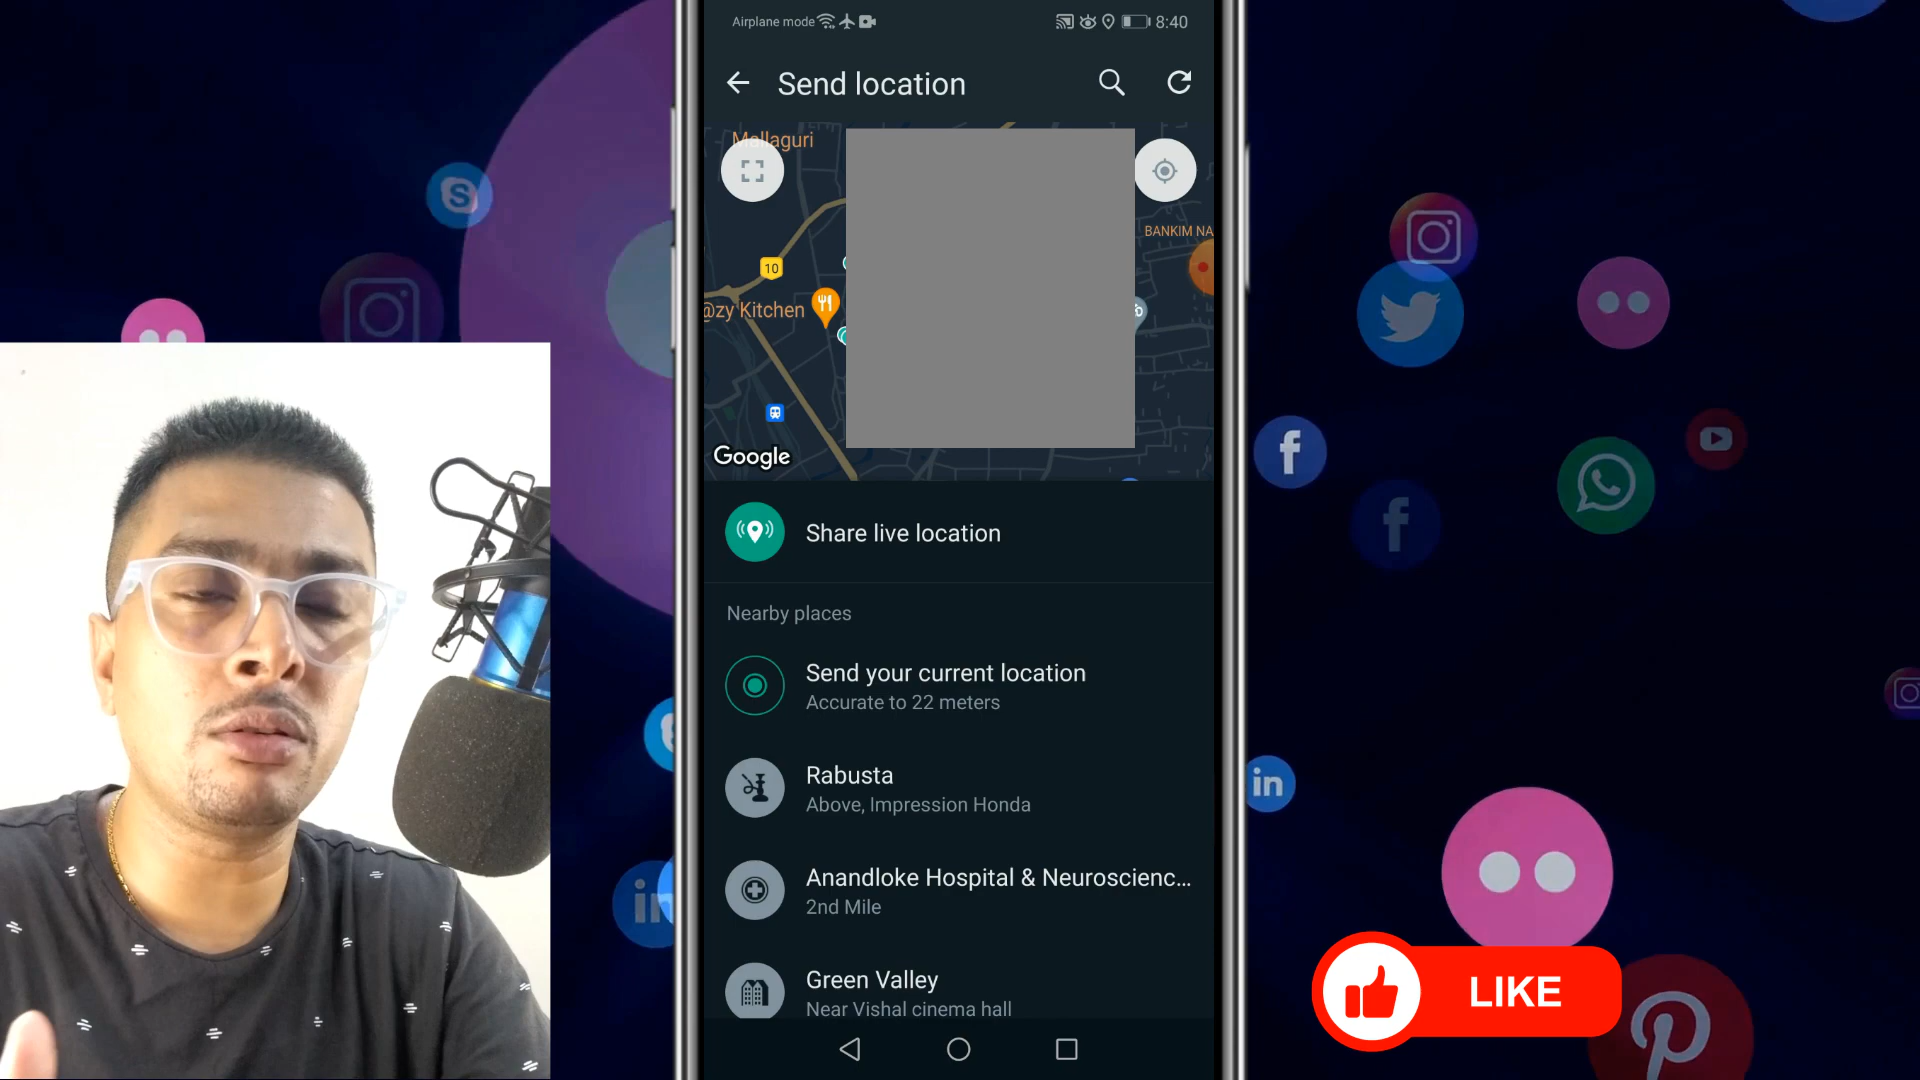 Airplane mode
8:40
Send location
Mallaguri
BANKIM NA
10
@zy Kitchen
Google
Share live location
Nearby places
Send your current location
Accurate to 22 meters
Rabusta
Above, Impression Honda
Anandloke Hospital & Neuroscienc...
2nd Mile
Green Valley
Near Vishal cinema hall
LIKE
in
in